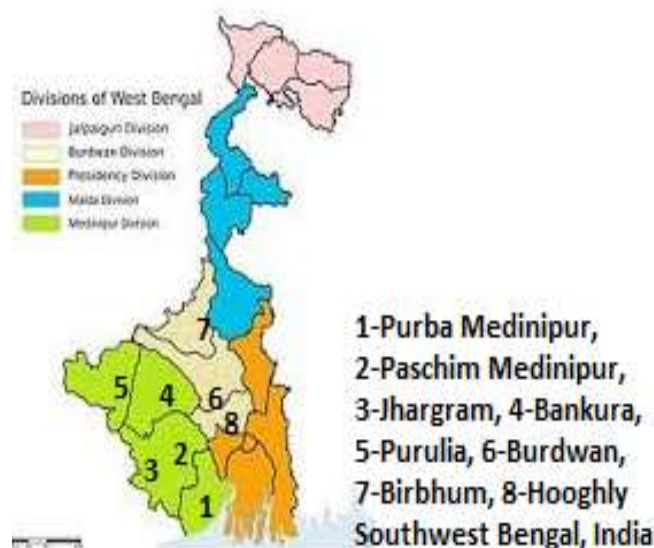 Divisions of West Bengal
Jalpaiguri Division
Burdwan Division
Presidency Division
Malda Division
Medinipur Division
7
5
4
6
8
2
3
1
1-Purba Medinipur,
2-Paschim Medinipur,
3-Jhargram, 4-Bankura,
5-Purulia, 6-Burdwan,
7-Birbhum, 8-Hooghly
Southwest Bengal, India